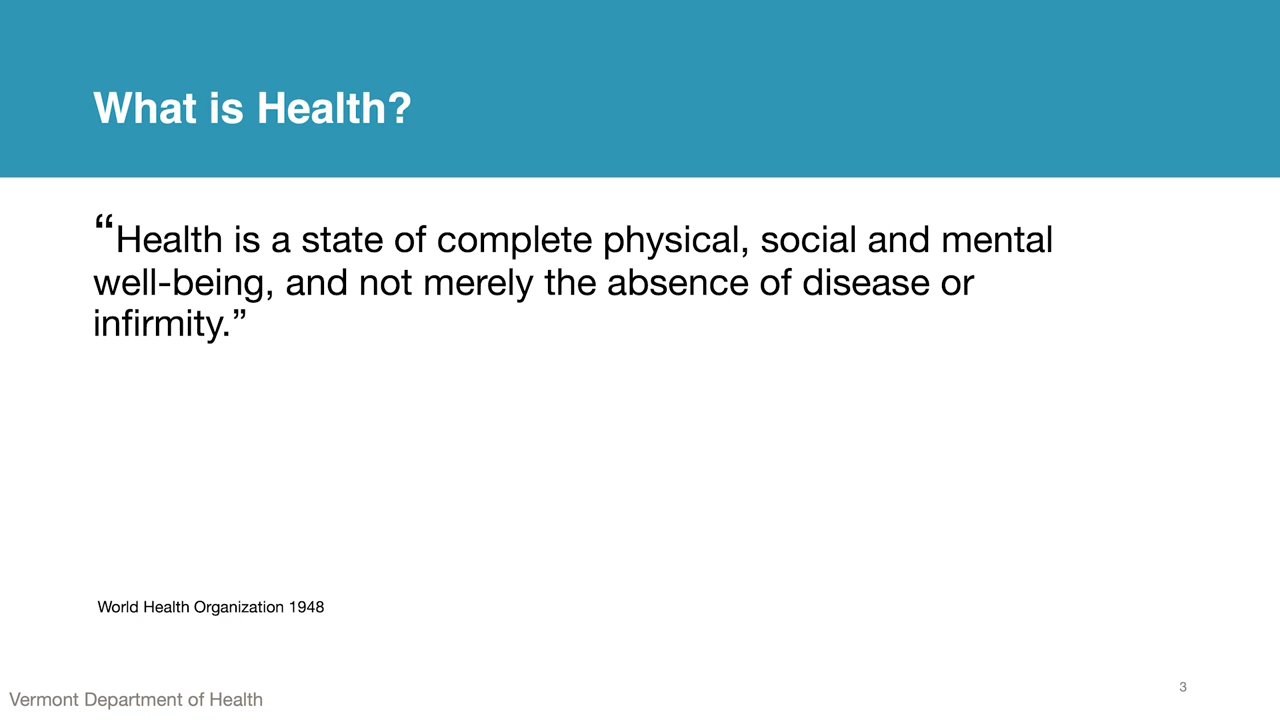 What is Health?
“Health is a state of complete physical, social and mental
well-being, and not merely the absence of disease or
infirmity.”
World Health Organization 1948
3
Vermont Department of Health